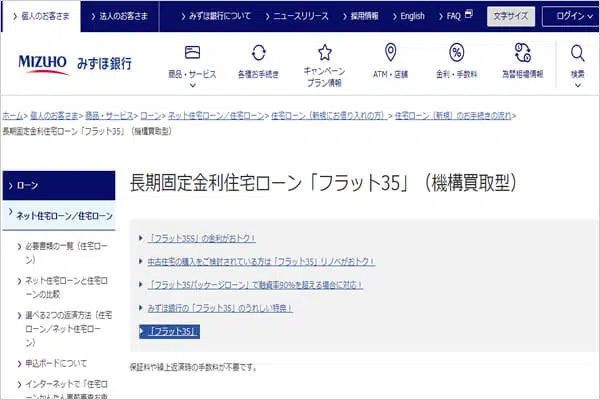 個人のお客さま
法人のお客さま
みずほ銀行について
ニュースリリース
採用情報
English
FAQ
文字サイズ
ログイン
MIZUHO みずほ銀行
商品・サービス
各種お手続き
キャンペーン
プラン情報
ATM・店舗
金利・手数料
為替相場情報
検索
ホーム> 個人のお客さま> 商品・サービス> ローン> ネット住宅ローン/住宅ローン> 住宅ローン（新規にお借り入れの方）> 住宅ローン（新規）のお手続きの流れ>
長期固定金利住宅ローン「フラット35」（機構買取型）
ローン
ネット住宅ローン/住宅ローン
必要書類の一覧（住宅ロー
ン）
ネット住宅ローンと住宅ロ
ーンの比較
選べる2つの返済方法（住宅
ローン/ネット住宅ロー
ン）
申込ボードについて
インターネットで「住宅ロ
ーンかんたん事前審査お申
長期固定金利住宅ローン「フラット35」（機構買取型）
「フラット35S」の金利がおトク！
中古住宅の購入をご検討されている方は「フラット35」リノベがおトク！
「フラット35パッケージローン」で融資率90%を超える場合に対応！
みずほ銀行の「フラット35」のうれしい特典！
「フラット35」
保証料や繰上返済時の手数料が不要です。